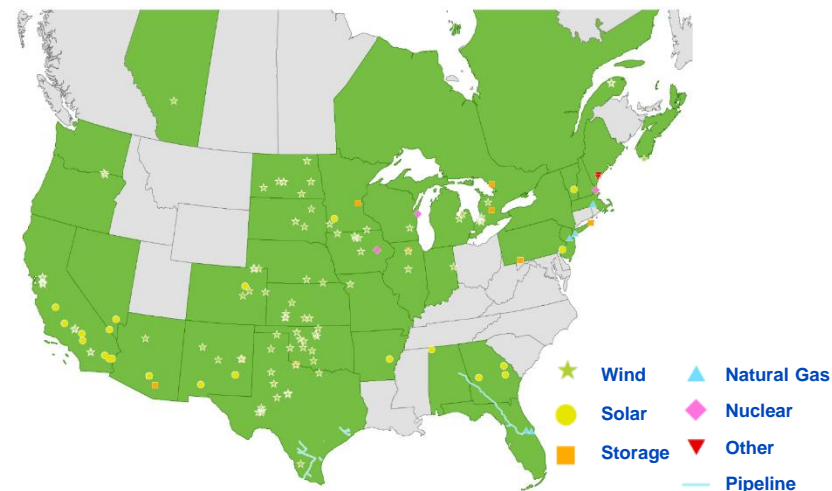 Wind
Natural Gas
Solar
Nuclear
Storage
Other
Pipeline